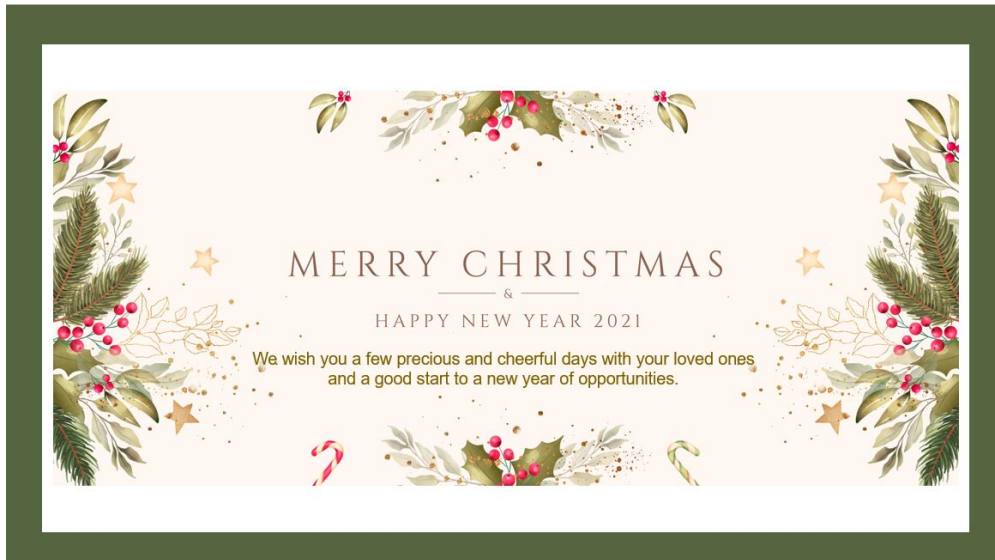 MERRY CHRISTMAS
&
HAPPY NEW YEAR 2021
We wish you a few precious and cheerful days with your loved ones
and a good start to a new year of opportunities.